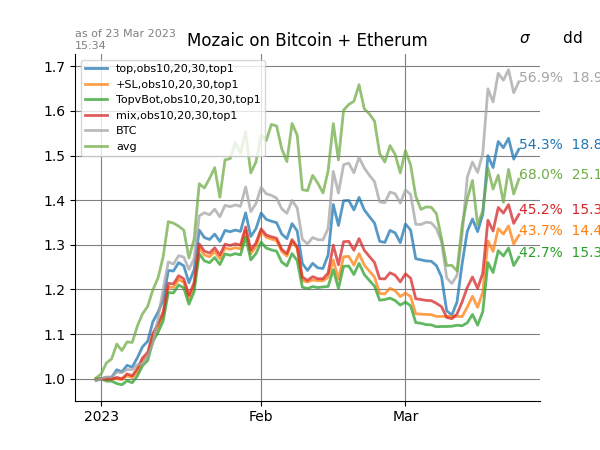 as of 23 Mar 2023
15:34
Mozaic on Bitcoin + Etherum
σ dd
1.7
1.6
1.5
1.4
1.3
1.2
1.1
1.0
top,obs10,20,30,top1
+SL,obs10,20,30,top1
TopvBot,obs10,20,30,top1
mix,obs10,20,30,top1
BTC
avg
56.9% 18.9
54.3% 18.8
68.0% 25.1
45.2% 15.3
43.7% 14.4
42.7% 15.3
2023
Feb
Mar